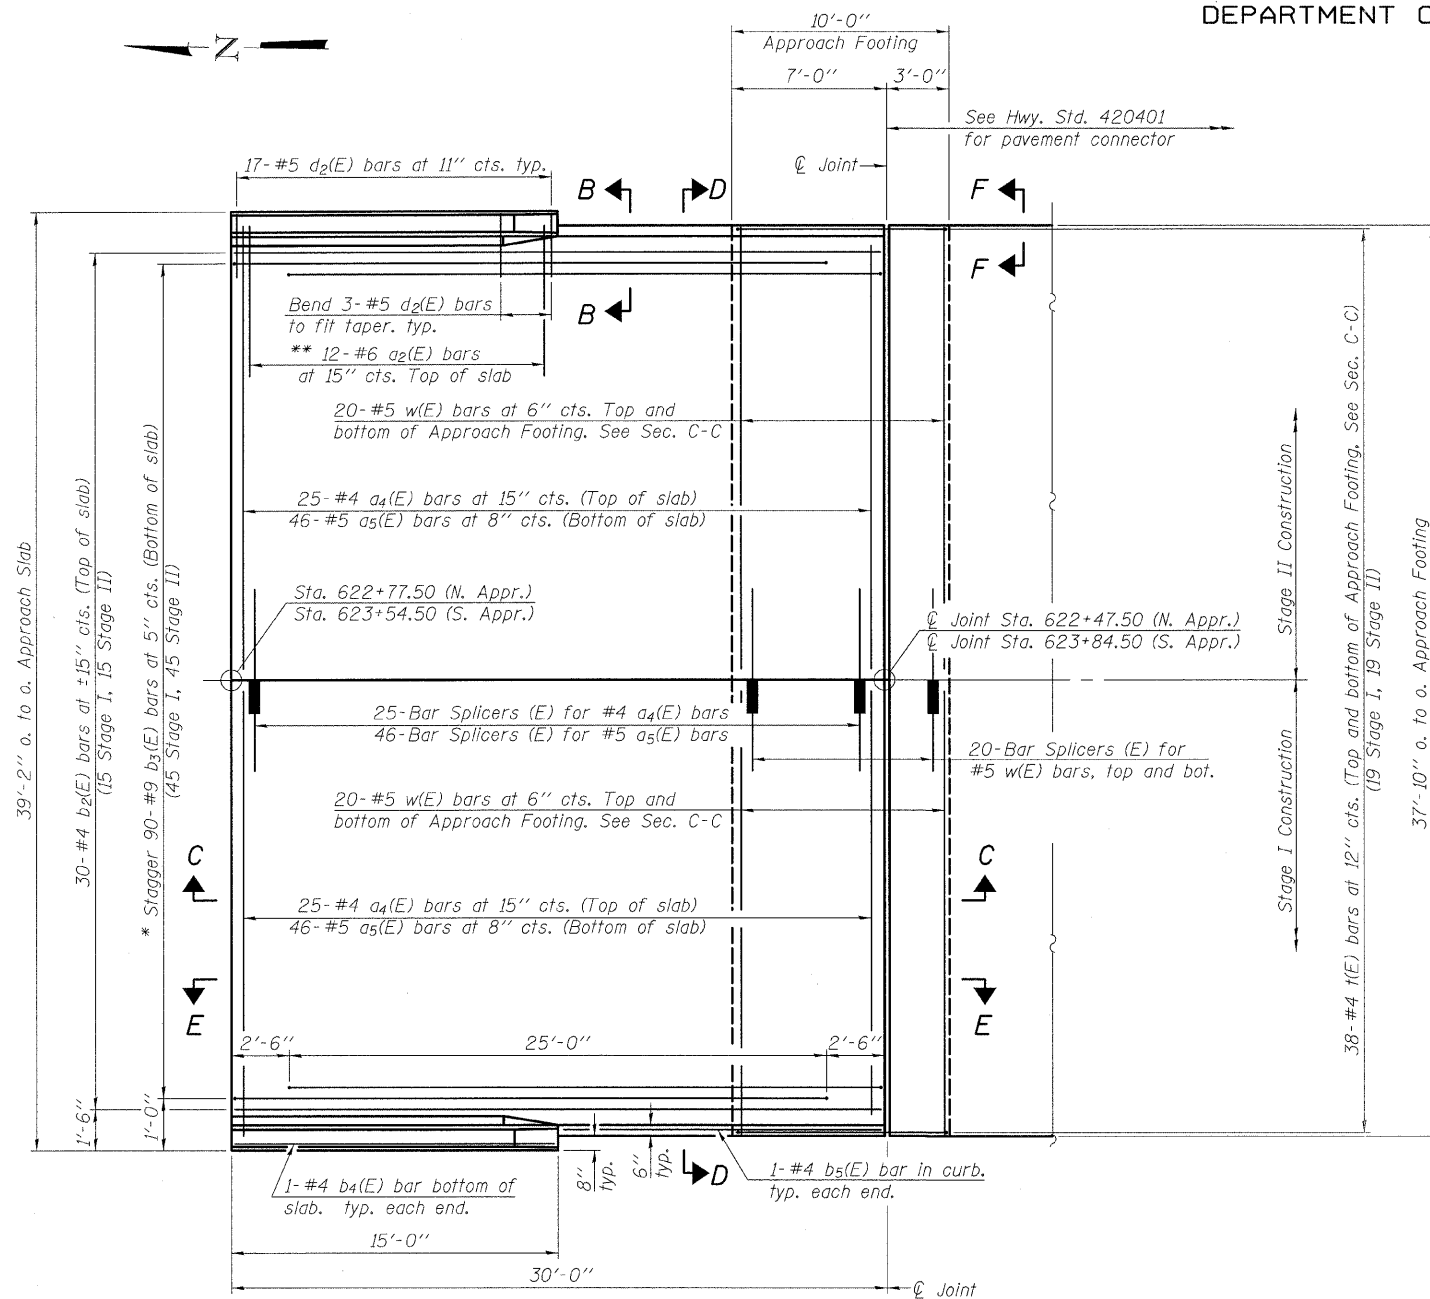 DEPARTMENT O
10'-0"
Approach Footing
7'-0"
3'-0"
N
See Hwy. Std. 420401
for pavement connector
℄ Joint
17-#5 d2(E) bars at 11" cts. typ.
B
D
F
F
B
Bend 3-#5 d2(E) bars
to fit taper. typ.
** 12-#6 a2(E) bars
at 15" cts. Top of slab
20-#5 w(E) bars at 6" cts. Top and
bottom of Approach Footing. See Sec. C-C
25-#4 a4(E) bars at 15" cts. (Top of slab)
46-#5 a5(E) bars at 8" cts. (Bottom of slab)
39'-2" o. to o. Approach Slab
30-#4 b2(E) bars at ±15" cts. (Top of slab)
(15 Stage I, 15 Stage II)
* Stagger 90-#9 b3(E) bars at 5" cts. (Bottom of slab)
(45 Stage I, 45 Stage II)
Sta. 622+77.50 (N. Appr.)
Sta. 623+54.50 (S. Appr.)
℄ Joint Sta. 622+47.50 (N. Appr.)
℄ Joint Sta. 623+84.50 (S. Appr.)
Stage II Construction
Stage I Construction
38-#4 t(E) bars at 12" cts. (Top and bottom of Approach Footing, See Sec. C-C)
(19 Stage I, 19 Stage II)
37'-10" o. to o. Approach Footing
25-Bar Splicers (E) for #4 a4(E) bars
46-Bar Splicers (E) for #5 a5(E) bars
20-Bar Splicers (E) for
#5 w(E) bars, top and bot.
20-#5 w(E) bars at 6" cts. Top and
bottom of Approach Footing. See Sec. C-C
C
C
25-#4 a4(E) bars at 15" cts. (Top of slab)
46-#5 a5(E) bars at 8" cts. (Bottom of slab)
E
E
2'-6"
25'-0"
2'-6"
1'-6"
1'-0"
8"
typ.
6"
typ.
D
1-#4 b4(E) bar bottom of
slab. typ. each end.
1-#4 b5(E) bar in curb.
typ. each end.
15'-0"
30'-0"
℄ Joint